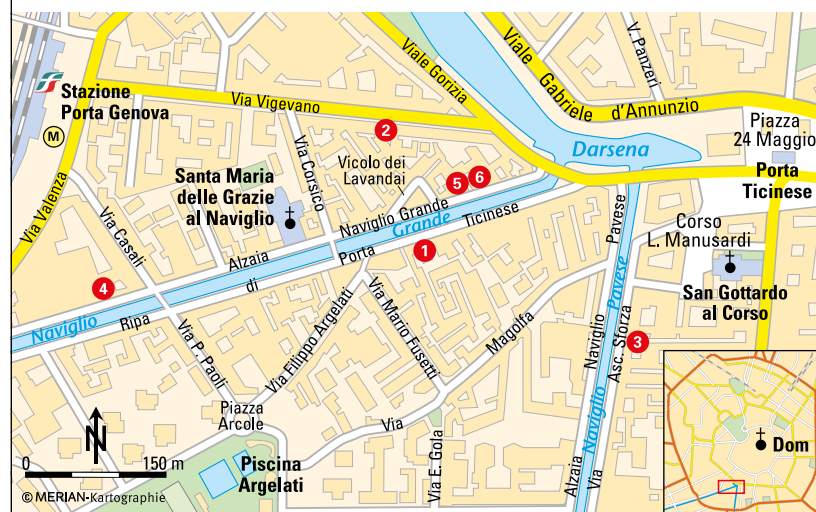 Viale Gorizia
Viale Gabriele d'Annunzio
V. Panzeri
Stazione
Porta Genova
M
Via Vigevano
2
Piazza
24 Maggio
Darsena
Porta
Ticinese
Vicolo dei
Lavandai
5
6
Via Corsico
Santa Maria
delle Grazie
al Naviglio
Via Valenza
Via Casali
Alzaia Naviglio Grande
Naviglio Grande
Ripa di Porta Ticinese
1
4
Corso
L. Manusardi
San Gottardo
al Corso
Alzaia Naviglio Pavese
Naviglio Pavese
Via Asc. Sforza
3
Via P. Paoli
Via Filippo Argelati
Via Mario Fusetti
Via Magolfa
Via E. Gola
Piazza
Arcole
Piscina
Argelati
N
0 150 m
© MERIAN-Kartographie
Dom